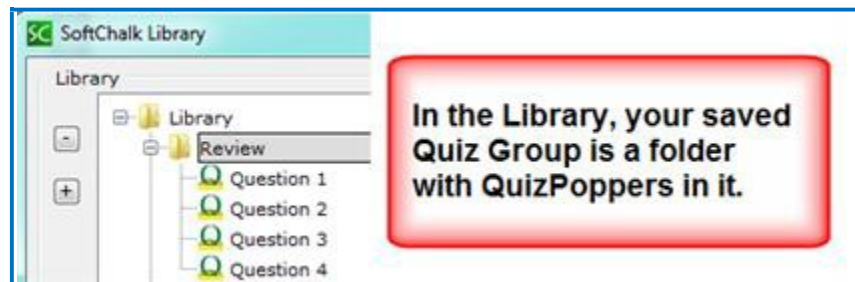 SC SoftChalk Library
Library
Library
Review
Question 1
Question 2
Question 3
Question 4
In the Library, your saved
Quiz Group is a folder
with QuizPoppers in it.